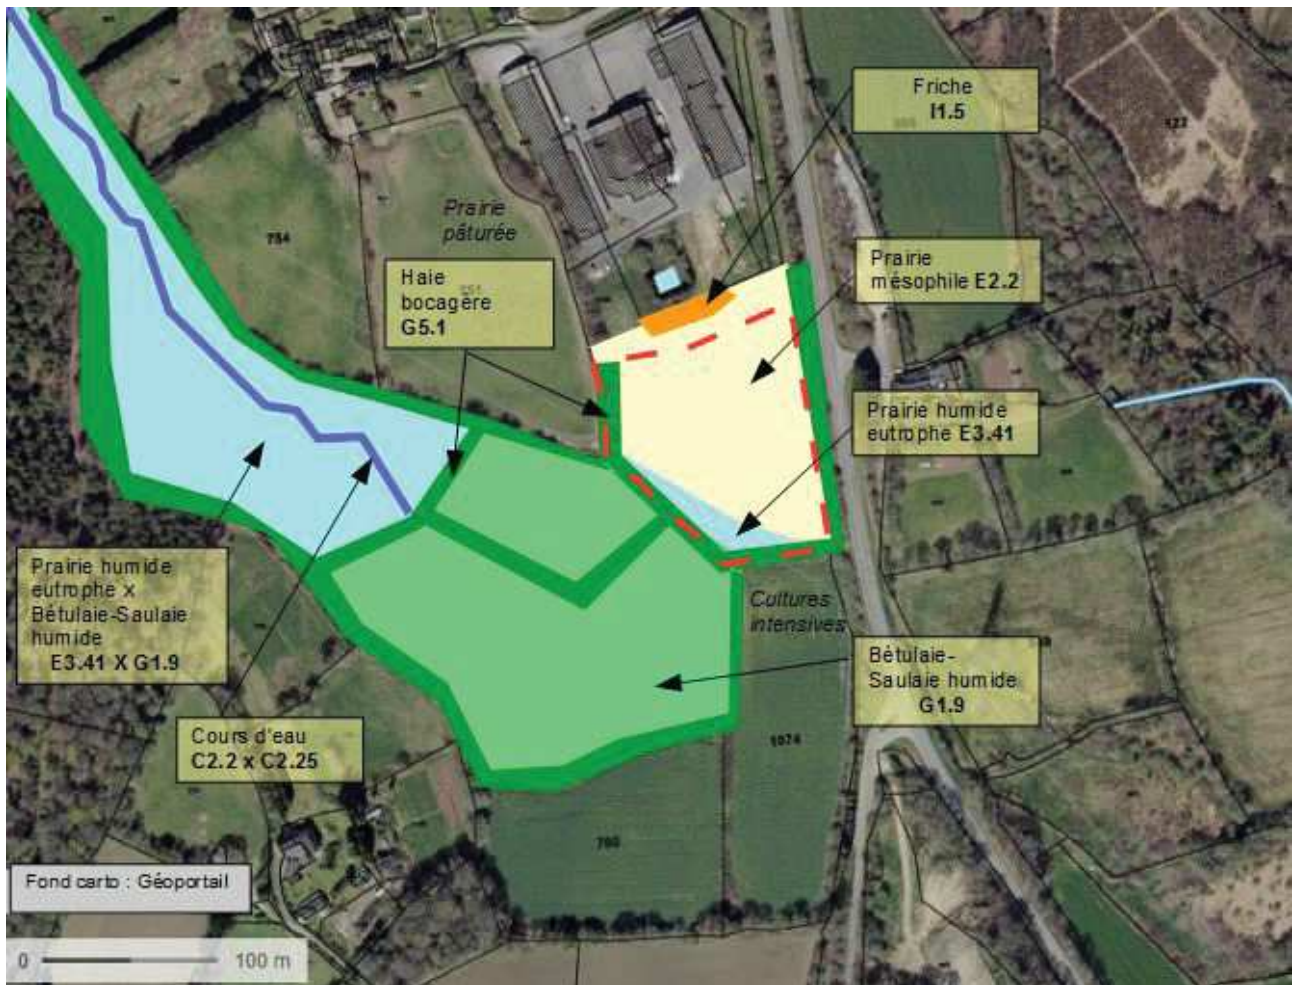 Friche
I1.5
Prairie
pâturée
784
Haie
bocagère
G5.1
Prairie
mésophile E2.2
Prairie humide
eutrophe E3.41
Prairie humide
eutrophe x
Bétulaie-Saulaie
humide
E3.41 X G1.9
Cultures
intensives
Bétulaie-
Saulaie humide
G1.9
Cours d'eau
C2.2 x C2.25
1074
760
Fond carto : Géoportail
0 100 m